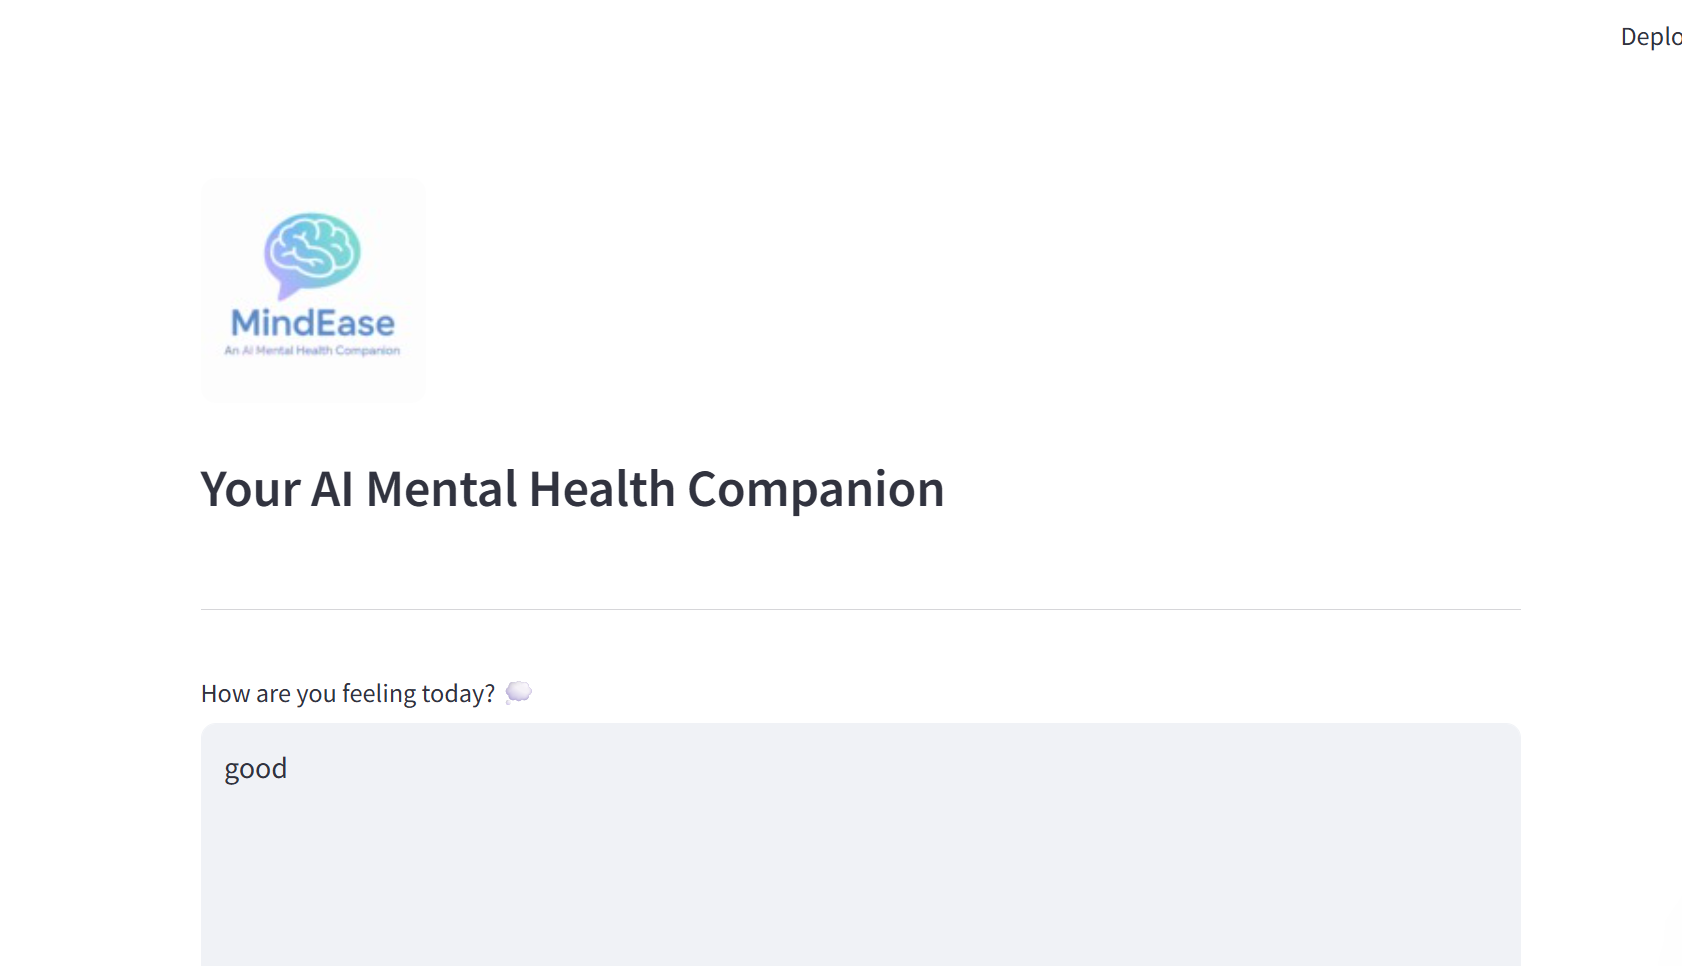 Deplo
MindEase
An AI Mental Health Companion
Your AI Mental Health Companion
How are you feeling today? 💭
good